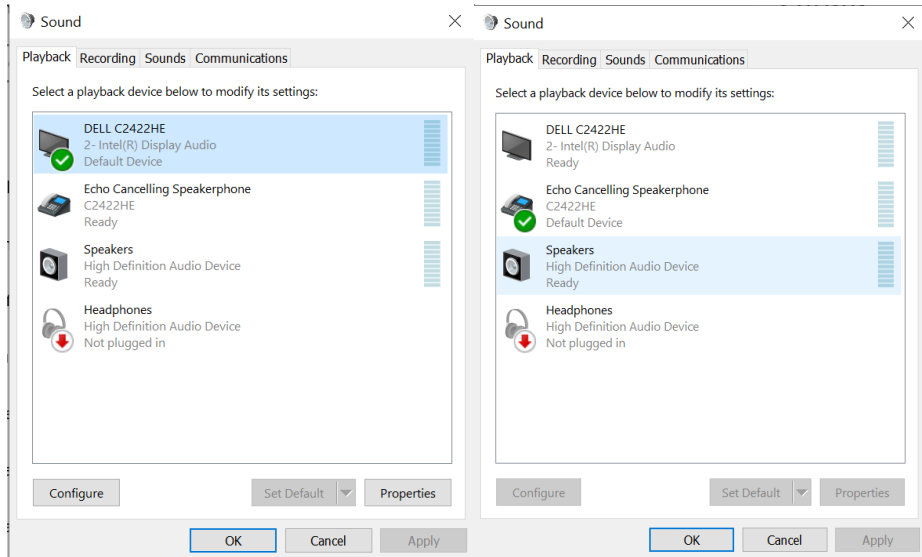 Sound
Playback Recording Sounds Communications
Select a playback device below to modify its settings:
DELL C2422HE
2- Intel(R) Display Audio
Default Device
Echo Cancelling Speakerphone
C2422HE
Ready
Speakers
High Definition Audio Device
Ready
Headphones
High Definition Audio Device
Not plugged in
Configure Set Default Properties
OK Cancel Apply
Sound
Playback Recording Sounds Communications
Select a playback device below to modify its settings:
DELL C2422HE
2- Intel(R) Display Audio
Ready
Echo Cancelling Speakerphone
C2422HE
Default Device
Speakers
High Definition Audio Device
Ready
Headphones
High Definition Audio Device
Not plugged in
Configure Set Default Properties
OK Cancel Apply